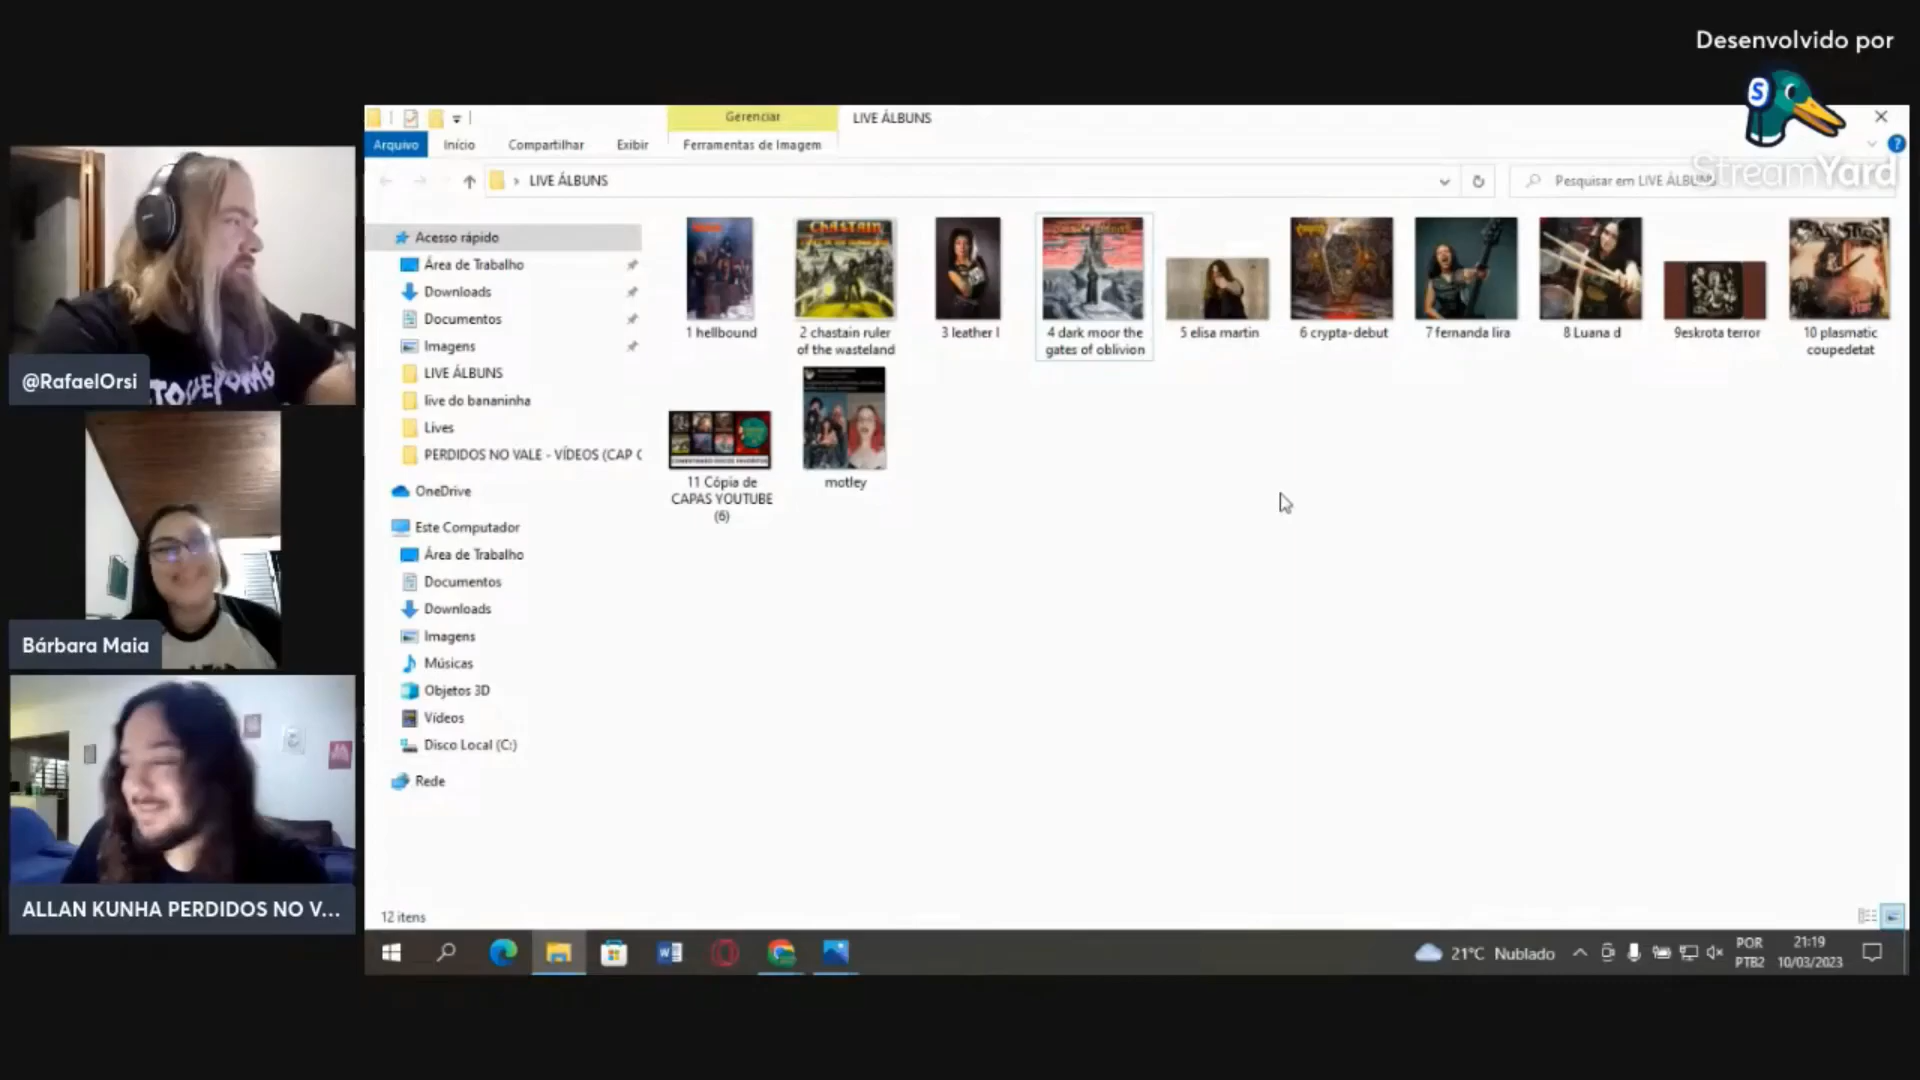 Desenvolvido por
StreamYard
Gerenciar
LIVE ÁLBUNS
Arquivo
Início
Compartilhar
Exibir
Ferramentas de Imagem
LIVE ÁLBUNS
Pesquisar em LIVE ÁLBUNS
Acesso rápido
Área de Trabalho
Downloads
Documentos
Imagens
LIVE ÁLBUNS
live do bananinha
Lives
PERDIDOS NO VALE - VÍDEOS (CAP C
OneDrive
Este Computador
Área de Trabalho
Documentos
Downloads
Imagens
Músicas
Objetos 3D
Vídeos
Disco Local (C:)
Rede
1 hellbound
2 chastain ruler
of the wasteland
3 leather l
4 dark moor the
gates of oblivion
5 elisa martin
6 crypta-debut
7 fernanda lira
8 Luana d
9eskrota terror
10 plasmatic
coupedetat
11 Cópia de
CAPAS YOUTUBE
(6)
motley
CHASTAIN
@RafaelOrsi
Bárbara Maia
ALLAN KUNHA PERDIDOS NO V...
12 itens
21°C Nublado
POR
PTB2
21:19
10/03/2023